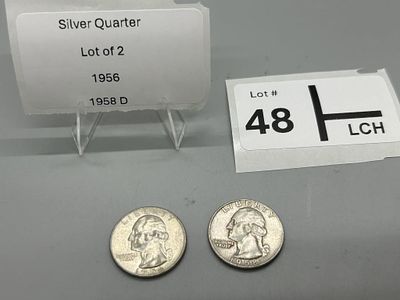 Silver Quarter
Lot of 2
1956
1958 D
Lot #
48
LCH
LIBERTY
LIBERTY